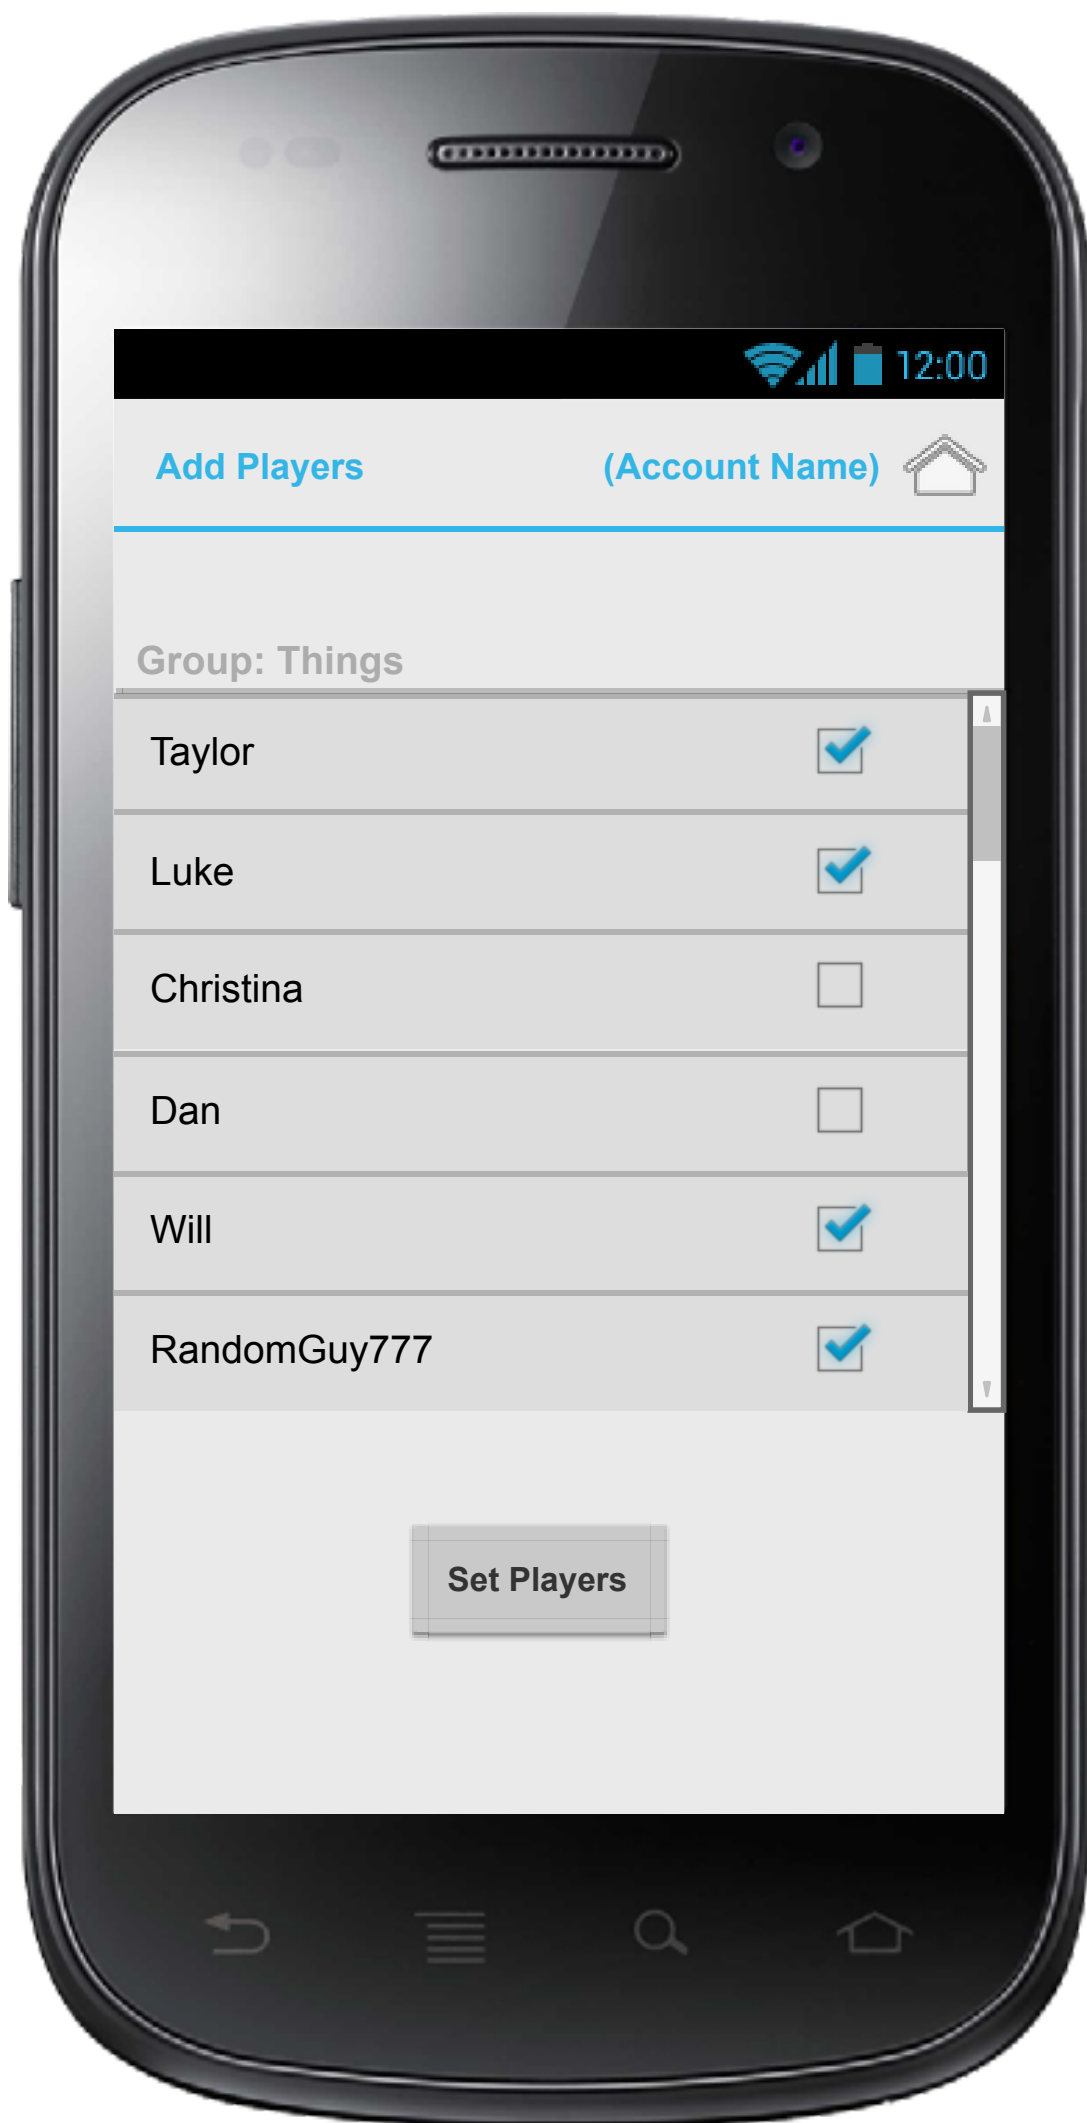 12:00
Add Players (Account Name)
Group: Things
Taylor
Luke
Christina
Dan
Will
RandomGuy777
Set Players